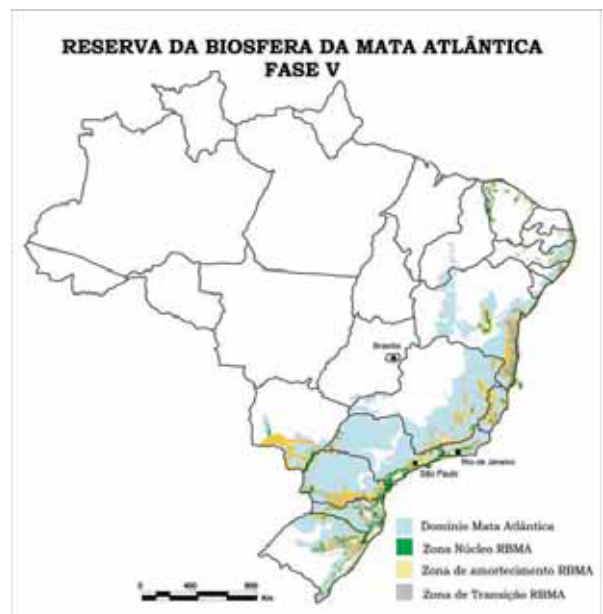 RESERVA DA BIOSFERA DA MATA ATLÂNTICA
FASE V
Brasília
Rio de Janeiro
São Paulo
Domínio Mata Atlântica
Zona Núcleo RBMA
Zona de amortecimento RBMA
Zona de Transição RBMA
0 400 800
Km